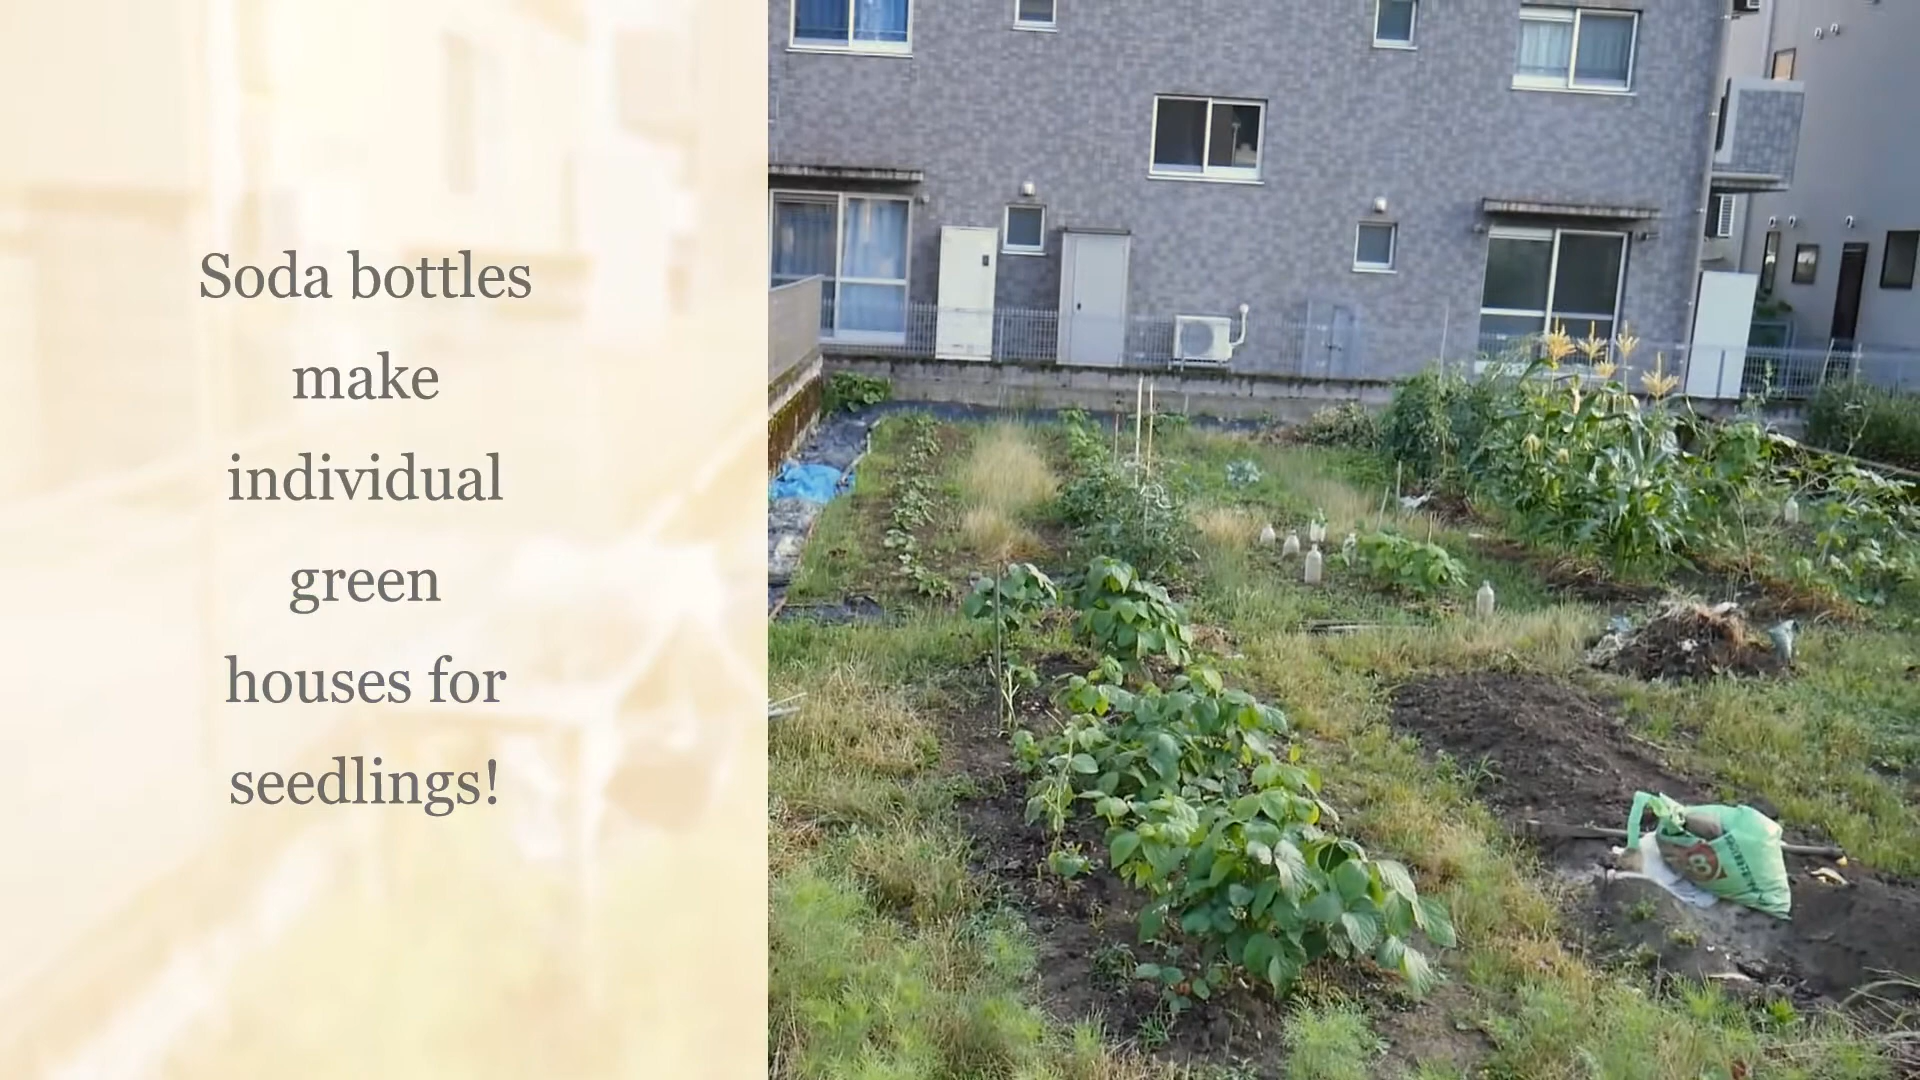 Soda bottles
make
individual
green
houses for
seedlings!